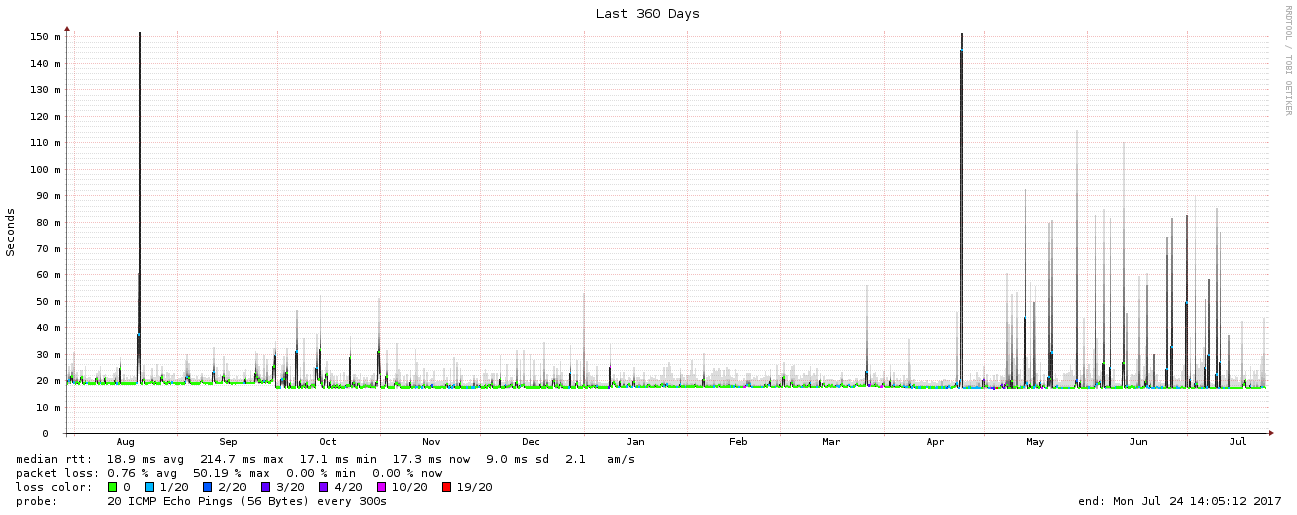 Last 360 Days
RRDTOOL / TOBI OETIKER
Seconds
150 m
140 m
130 m
120 m
110 m
100 m
90 m
80 m
70 m
60 m
50 m
40 m
30 m
20 m
10 m
0
Aug Sep Oct Nov Dec Jan Feb Mar Apr May Jun Jul
median rtt: 18.9 ms avg 214.7 ms max 17.1 ms min 17.3 ms now 9.0 ms sd 2.1 am/s
packet loss: 0.76 % avg 50.19 % max 0.00 % min 0.00 % now
loss color: 0 1/20 2/20 3/20 4/20 10/20 19/20
probe: 20 ICMP Echo Pings (56 Bytes) every 300s end: Mon Jul 24 14:05:12 2017